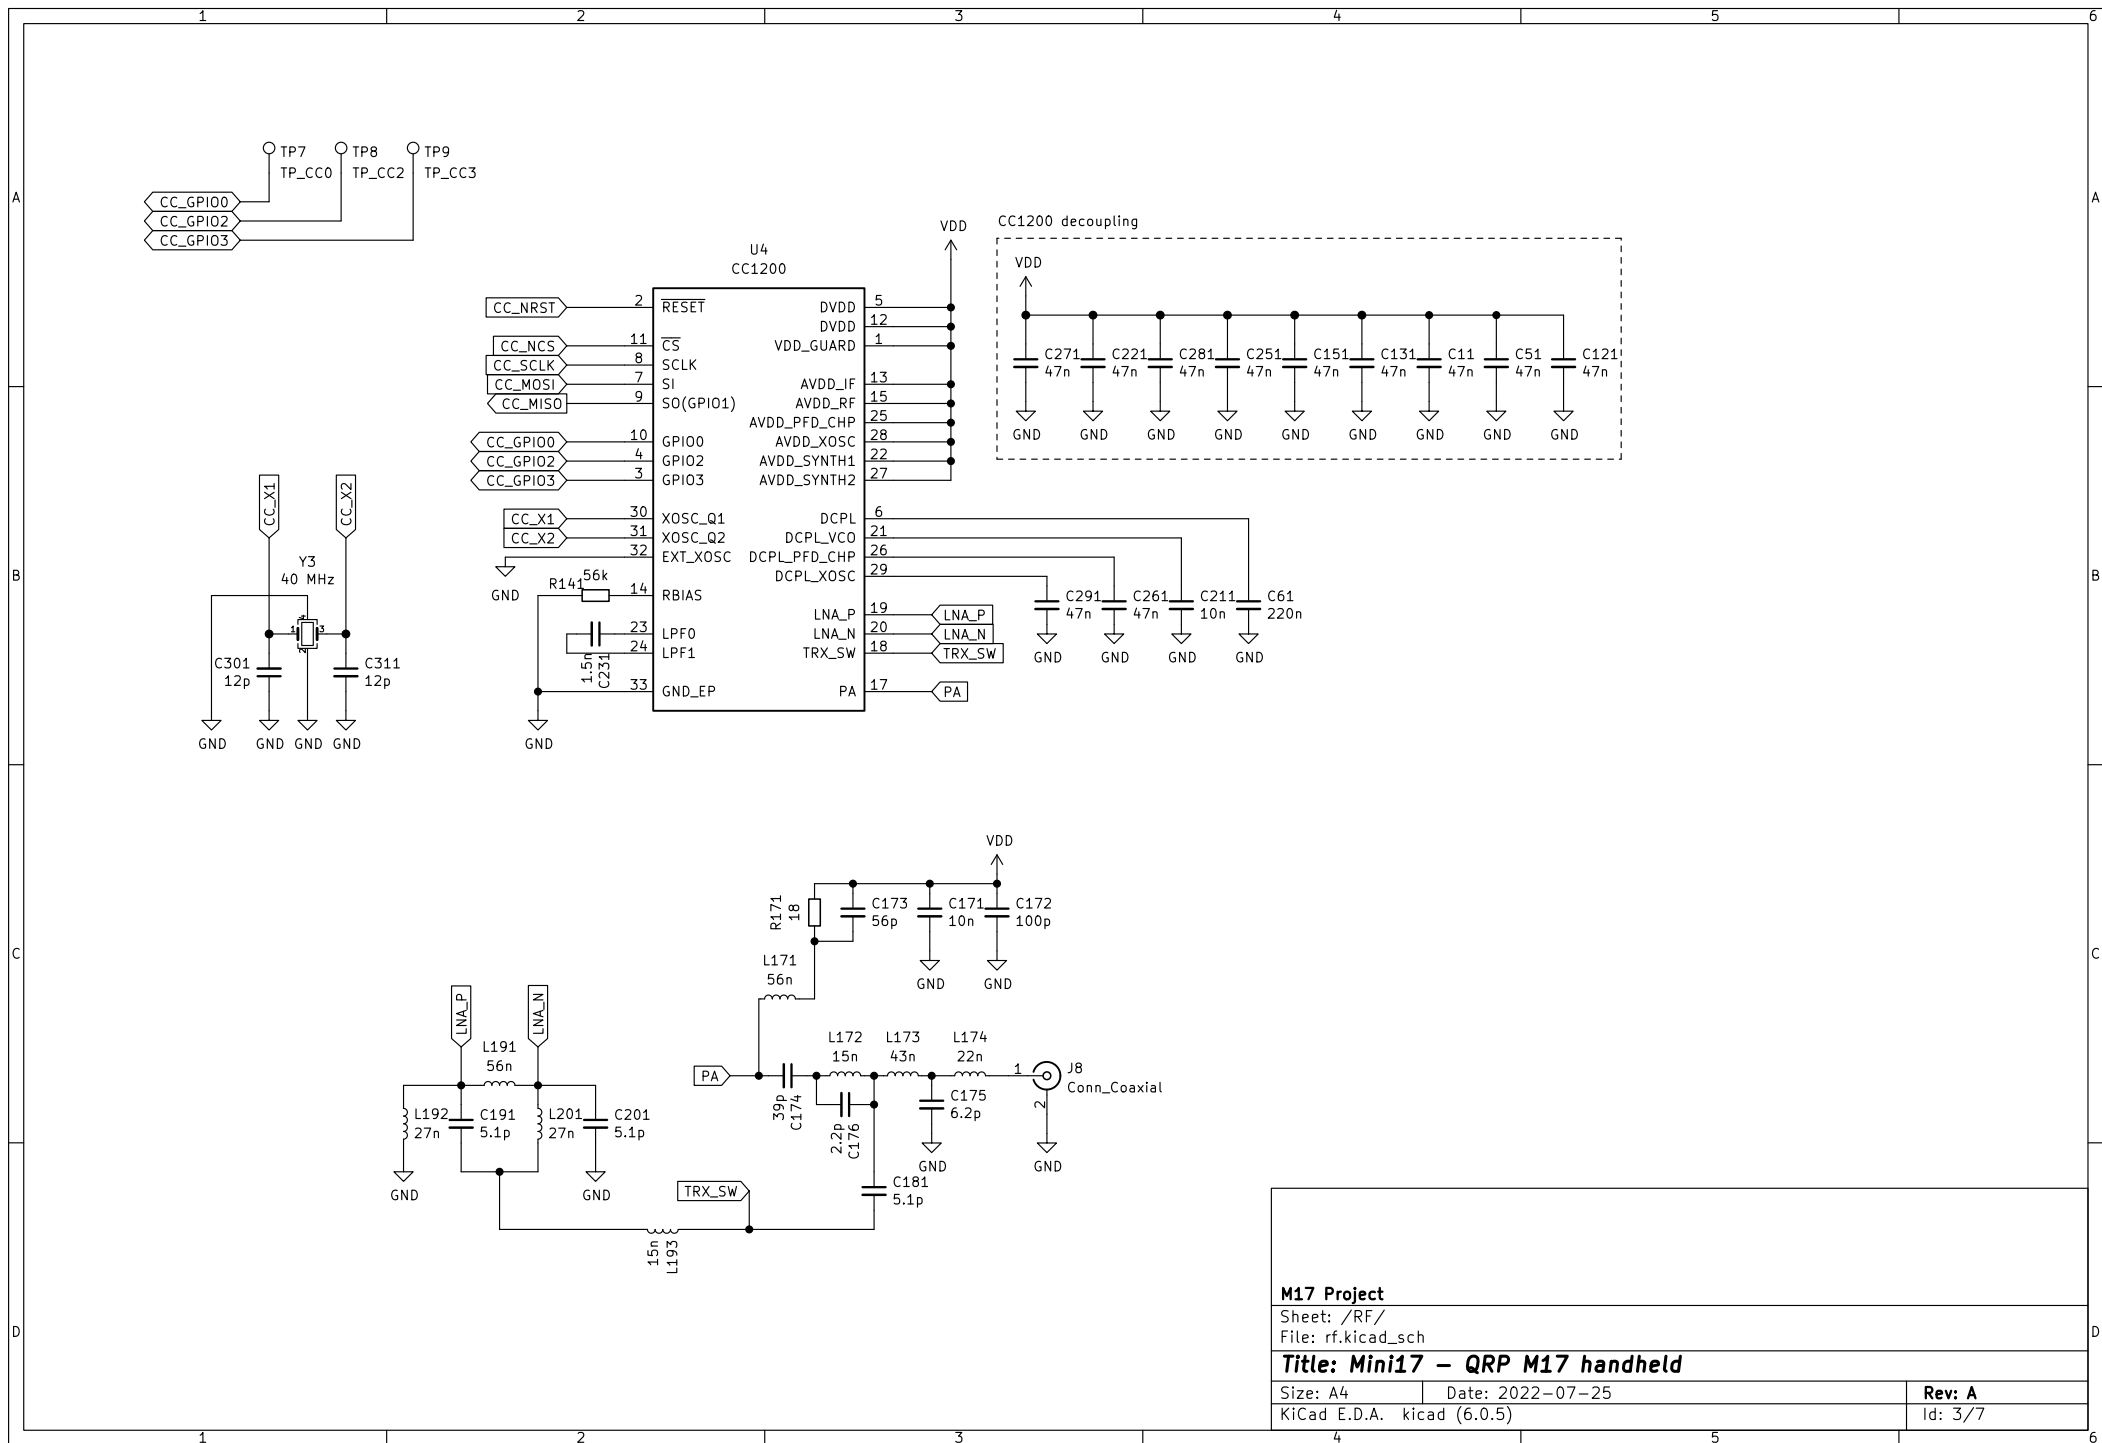 1 2 3 4 5 6
TP7 TP8 TP9
TP_CC0 TP_CC2 TP_CC3
A A
CC_GPIO0
CC_GPIO2
CC_GPIO3
CC1200 decoupling
VDD
U4
CC1200
VDD
CC_NRST 2 RESET DVDD 5
DVDD 12
CC_NCS 11 CS VDD_GUARD 1
CC_SCLK 8 SCLK
CC_MOSI 7 SI AVDD_IF 13
CC_MISO 9 SO(GPIO1) AVDD_RF 15
AVDD_PFD_CHP 25
CC_GPIO0 10 GPIO0 AVDD_XOSC 28
CC_GPIO2 4 GPIO2 AVDD_SYNTH1 22
CC_GPIO3 3 GPIO3 AVDD_SYNTH2 27
C271 C221 C281 C251 C151 C131 C11 C51 C121
47n 47n 47n 47n 47n 47n 47n 47n 47n
GND GND GND GND GND GND GND GND GND
CC_X1 30 XOSC_Q1 DCPL 6
CC_X2 31 XOSC_Q2 DCPL_VCO 21
32 EXT_XOSC DCPL_PFD_CHP 26
DCPL_XOSC 29
GND
R141 56k 14 RBIAS
LNA_P 19 LNA_P
23 LPF0 LNA_N 20 LNA_N
24 LPF1 TRX_SW 18 TRX_SW
1.5n
C231
33 GND_EP PA 17 PA
GND
C291 C261 C211 C61
47n 47n 10n 220n
GND GND GND GND
CC_X1 CC_X2
Y3
40 MHz
B B
1 4 3
2
C301 C311
12p 12p
GND GND GND GND
VDD
R171
18
C173 C171 C172
56p 10n 100p
GND GND
C C
L171
56n
LNA_P LNA_N
L191
56n
L192 C191 L201 C201
27n 5.1p 27n 5.1p
GND GND
L172 L173 L174
15n 43n 22n
PA 1 J8
Conn_Coaxial
2
39p
C174
2.2p
C176
C175
6.2p
GND GND
C181
5.1p
TRX_SW
15n
L193
M17 Project
Sheet: /RF/
File: rf.kicad_sch
D D
Title: Mini17 – QRP M17 handheld
Size: A4 Date: 2022-07-25 Rev: A
KiCad E.D.A. kicad (6.0.5) Id: 3/7
1 2 3 4 5 6